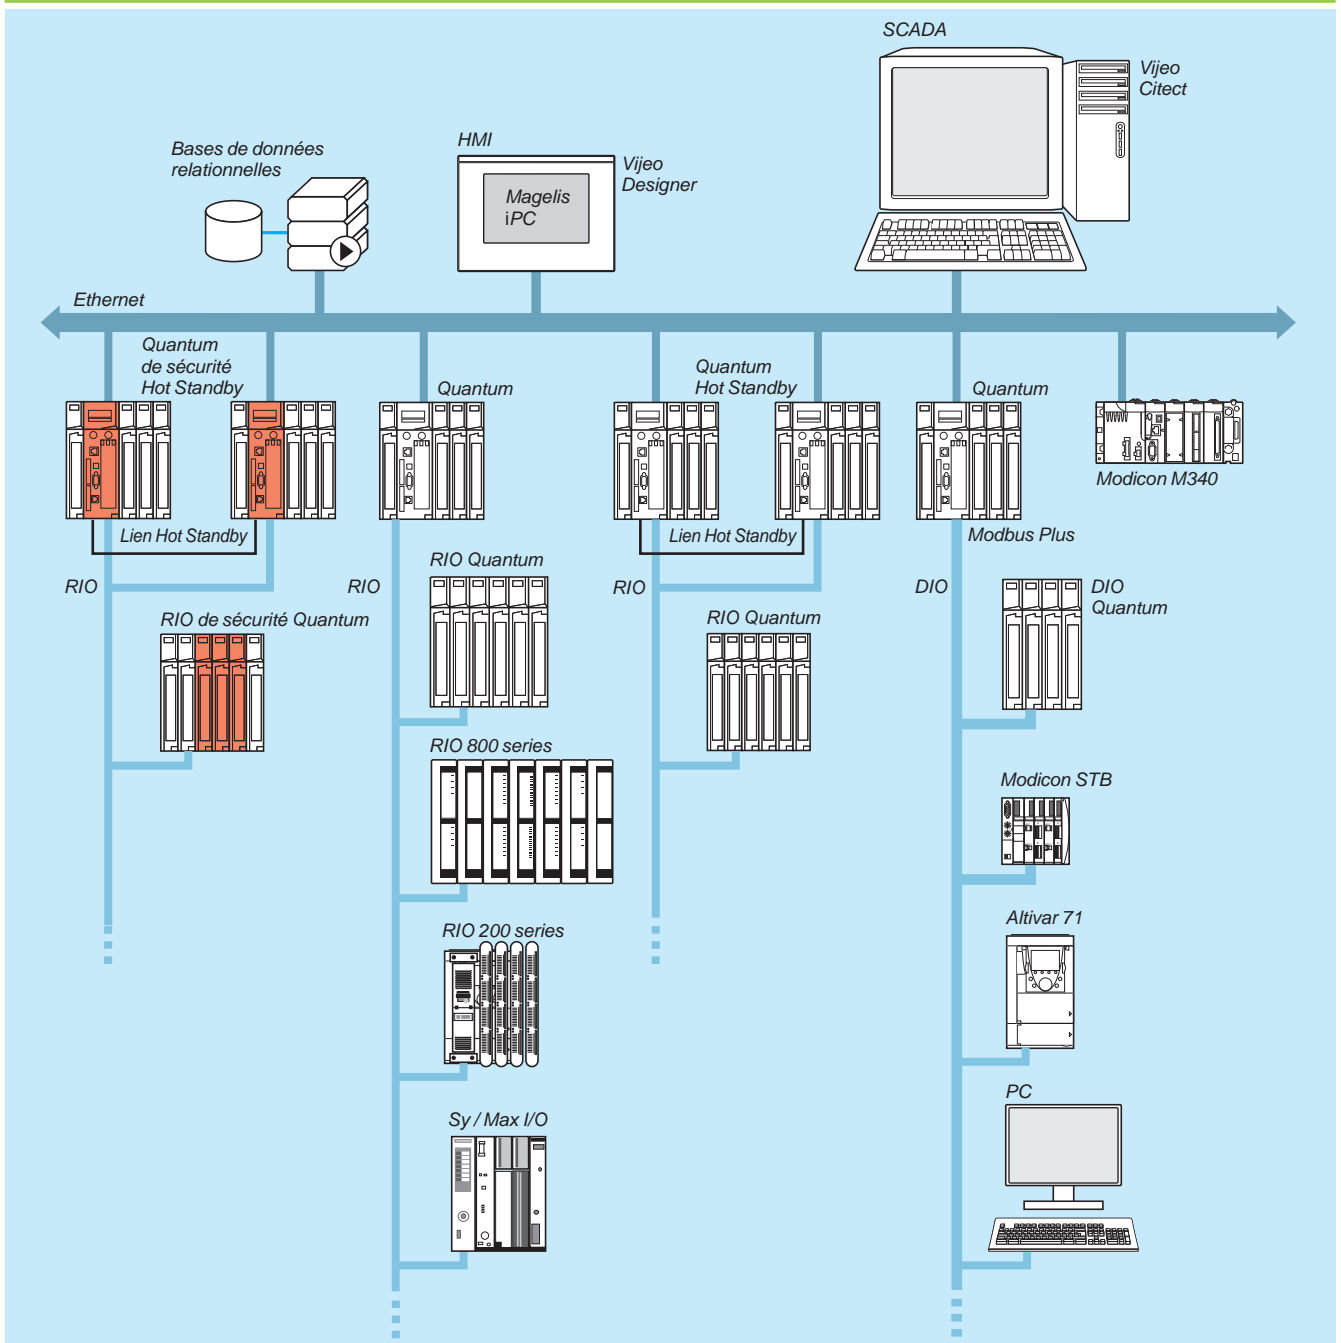 SCADA
Vijeo
Citect
HMI
Vijeo
Designer
Magelis
iPC
Bases de données
relationnelles
Ethernet
Quantum
de sécurité
Hot Standby
Quantum
Quantum
Hot Standby
Quantum
Modicon M340
Lien Hot Standby
Lien Hot Standby
Modbus Plus
RIO
RIO
RIO Quantum
RIO
DIO
DIO
Quantum
RIO de sécurité Quantum
RIO Quantum
RIO 800 series
Modicon STB
RIO 200 series
Altivar 71
PC
Sy / Max I/O